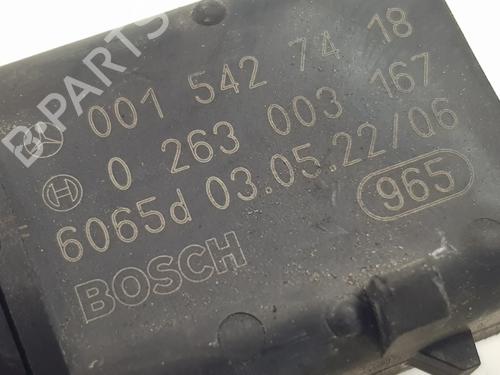 B-PARTS
001 542 74 18
0 263 003 167
6065d 03.05.22/06
965
BOSCH